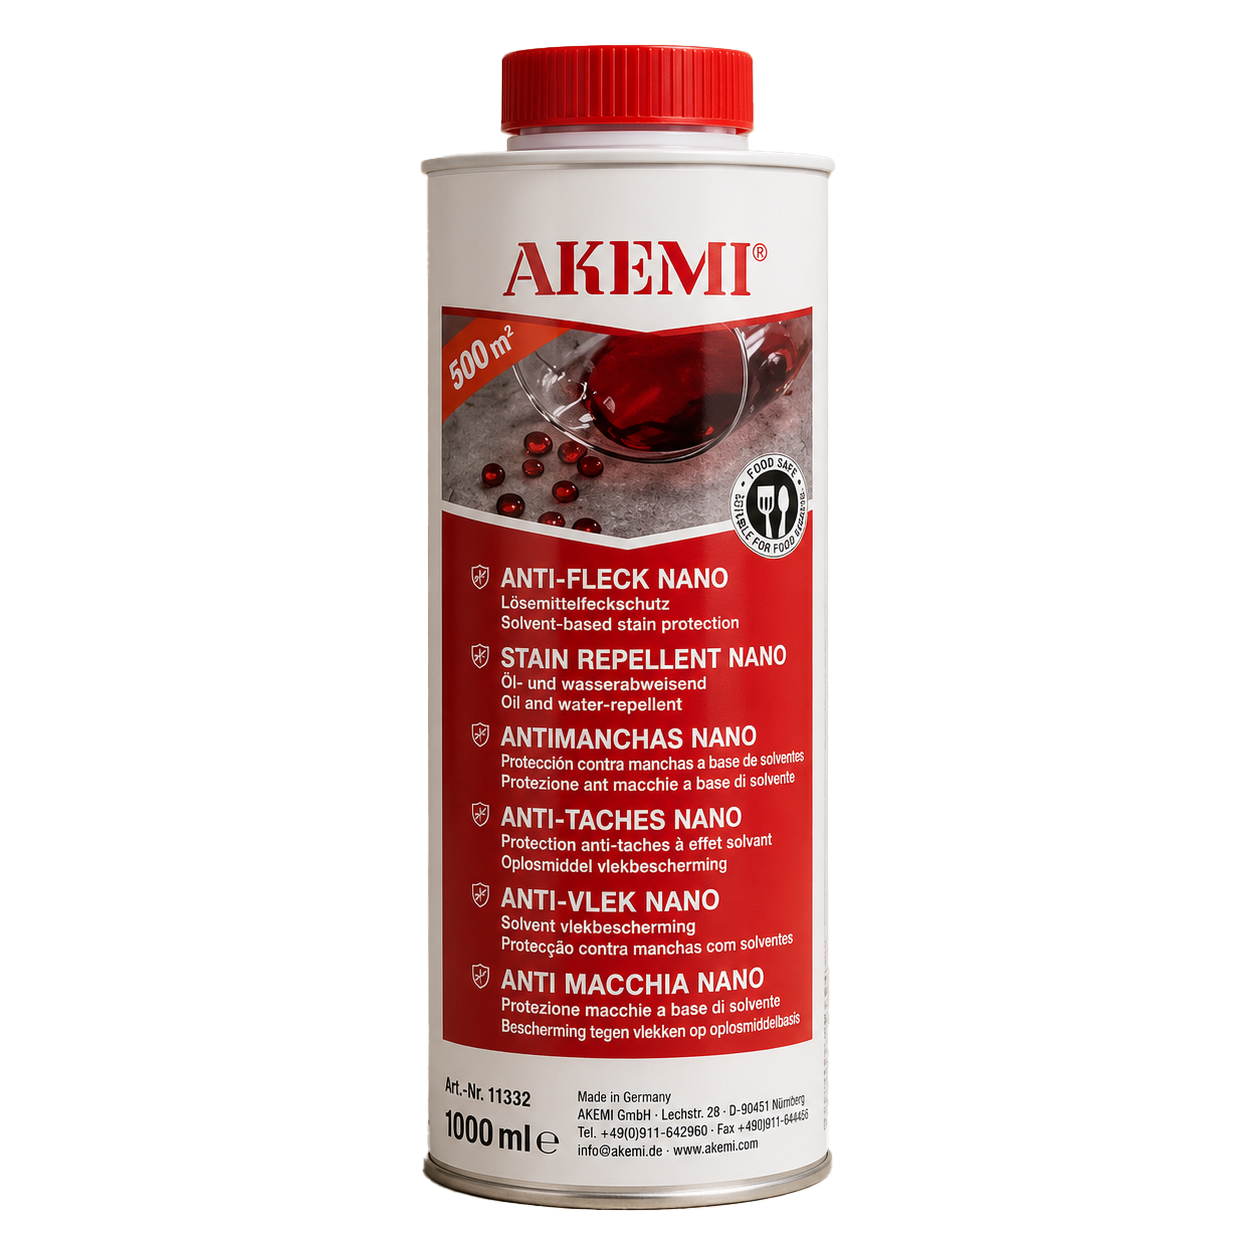 AKEMI®
500 m²
FOOD SAFE
SUITABLE FOR FOOD
ANTI-FLECK NANO
Lösemittelfeckschutz
Solvent-based stain protection
STAIN REPELLENT NANO
Öl- und wasserabweisend
Oil and water-repellent
ANTIMANCHAS NANO
Protección contra manchas a base de solventes
Protezione ant macchie a base di solvente
ANTI-TACHES NANO
Protection anti-taches à effet solvant
Oplosmiddel vlekbescherming
ANTI-VLEK NANO
Solvent vlekbescherming
Protecção contra manchas com solventes
ANTI MACCHIA NANO
Protezione macchie a base di solvente
Bescherming tegen vlekken op oplosmiddelbasis
Art.-Nr. 11332
1000 ml ℮
Made in Germany
AKEMI GmbH · Lechstr. 28 · D-90451 Nürnberg
Tel. +49(0)911-642960 · Fax +490)911-644456
info@akemi.de · www.akemi.com